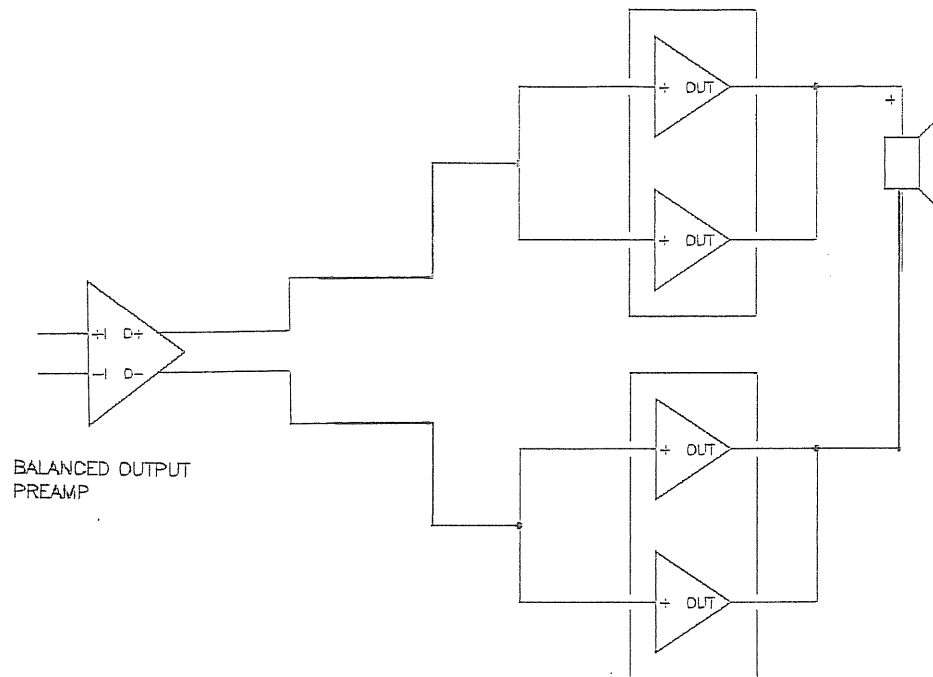 + OUT
+
+ OUT
+I O+
-I O-
+ OUT
BALANCED OUTPUT
PREAMP
+ OUT